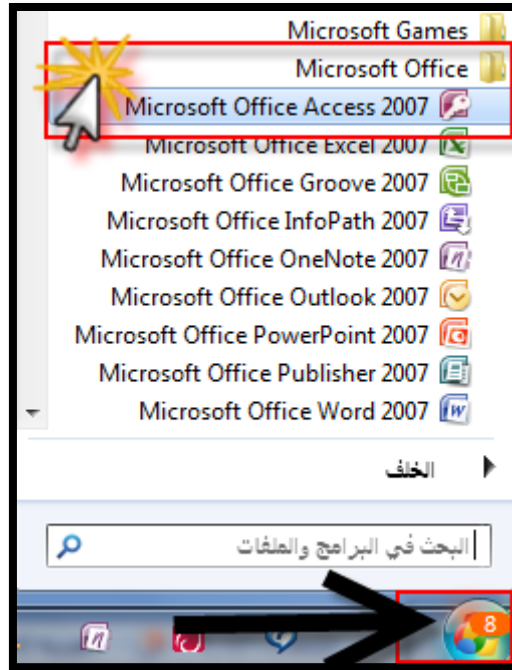 Microsoft Games
Microsoft Office
Microsoft Office Access 2007
Microsoft Office Excel 2007
Microsoft Office Groove 2007
Microsoft Office InfoPath 2007
Microsoft Office OneNote 2007
Microsoft Office Outlook 2007
Microsoft Office PowerPoint 2007
Microsoft Office Publisher 2007
Microsoft Office Word 2007
الخلف
البحث في البرامج والملفات
8